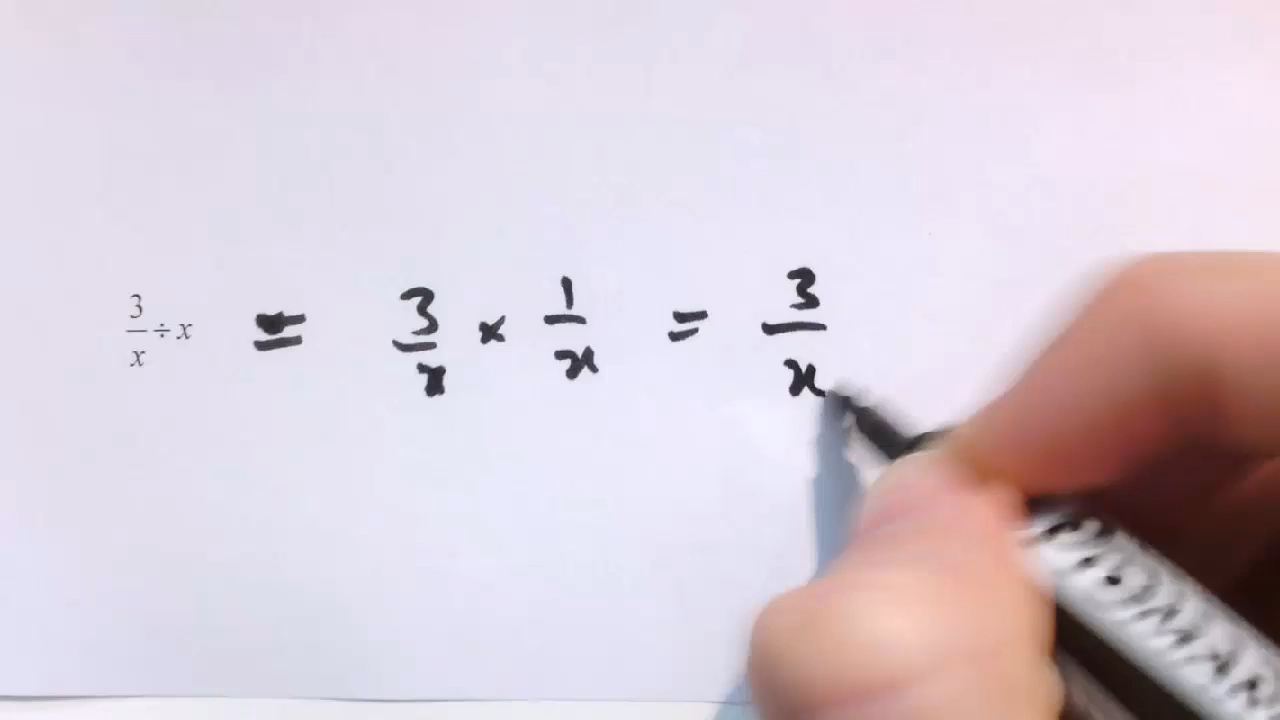 3/x ÷ x = 3/x × 1/x = 3/x